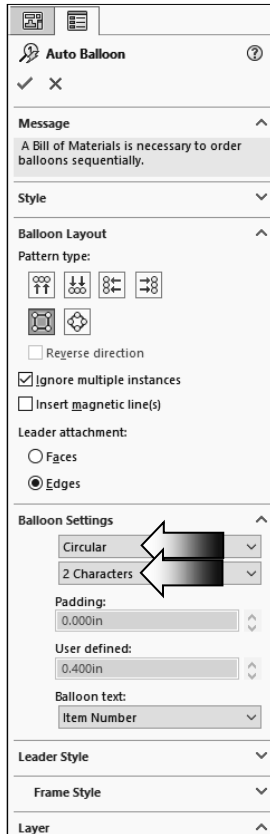 Auto Balloon
Message
A Bill of Materials is necessary to order
balloons sequentially.
Style
Balloon Layout
Pattern type:
Reverse direction
Ignore multiple instances
Insert magnetic line(s)
Leader attachment:
Faces
Edges
Balloon Settings
Circular
2 Characters
Padding:
0.000in
User defined:
0.400in
Balloon text:
Item Number
Leader Style
Frame Style
Layer